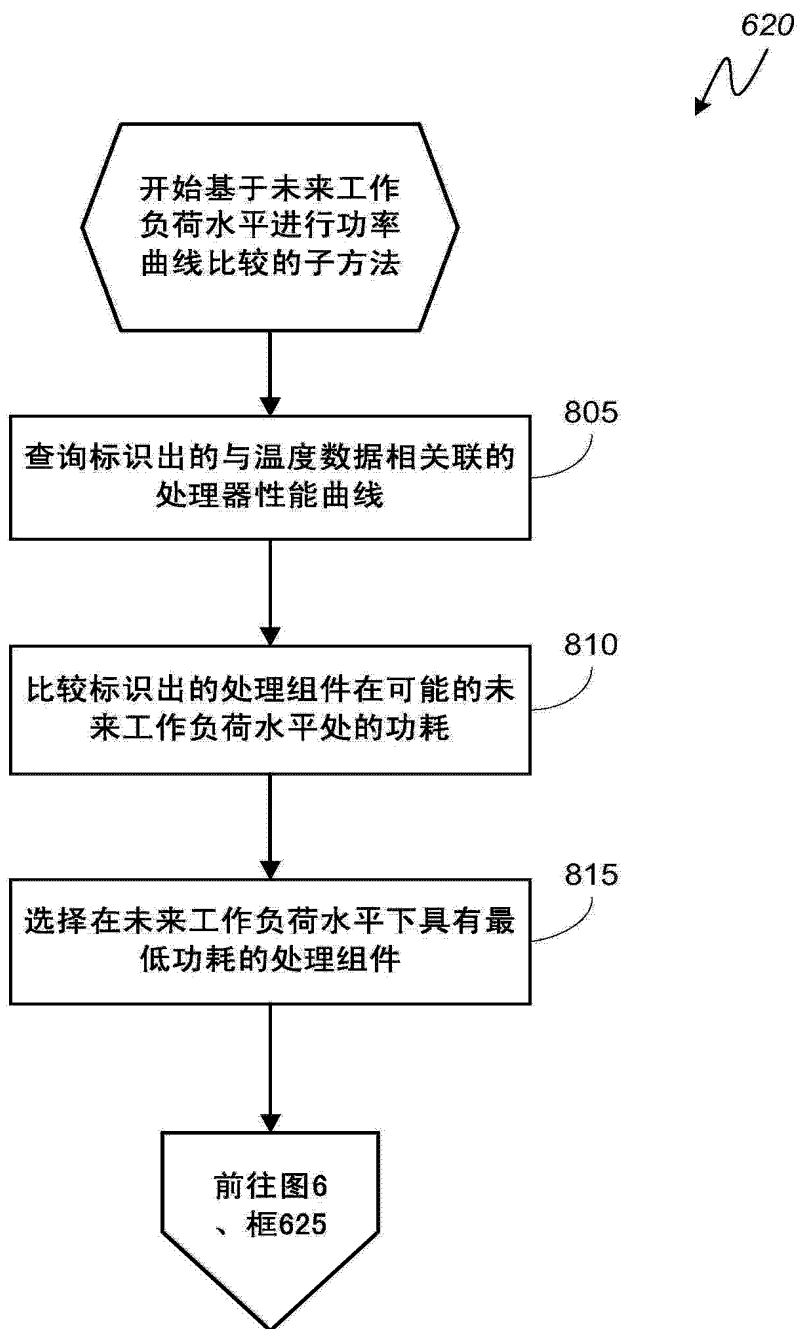 620
开始基于未来工作
负荷水平进行功率
曲线比较的子方法
805
查询标识出的与温度数据相关联的
处理器性能曲线
810
比较标识出的处理组件在可能的未
来工作负荷水平处的功耗
815
选择在未来工作负荷水平下具有最
低功耗的处理组件
前往图6
、框625